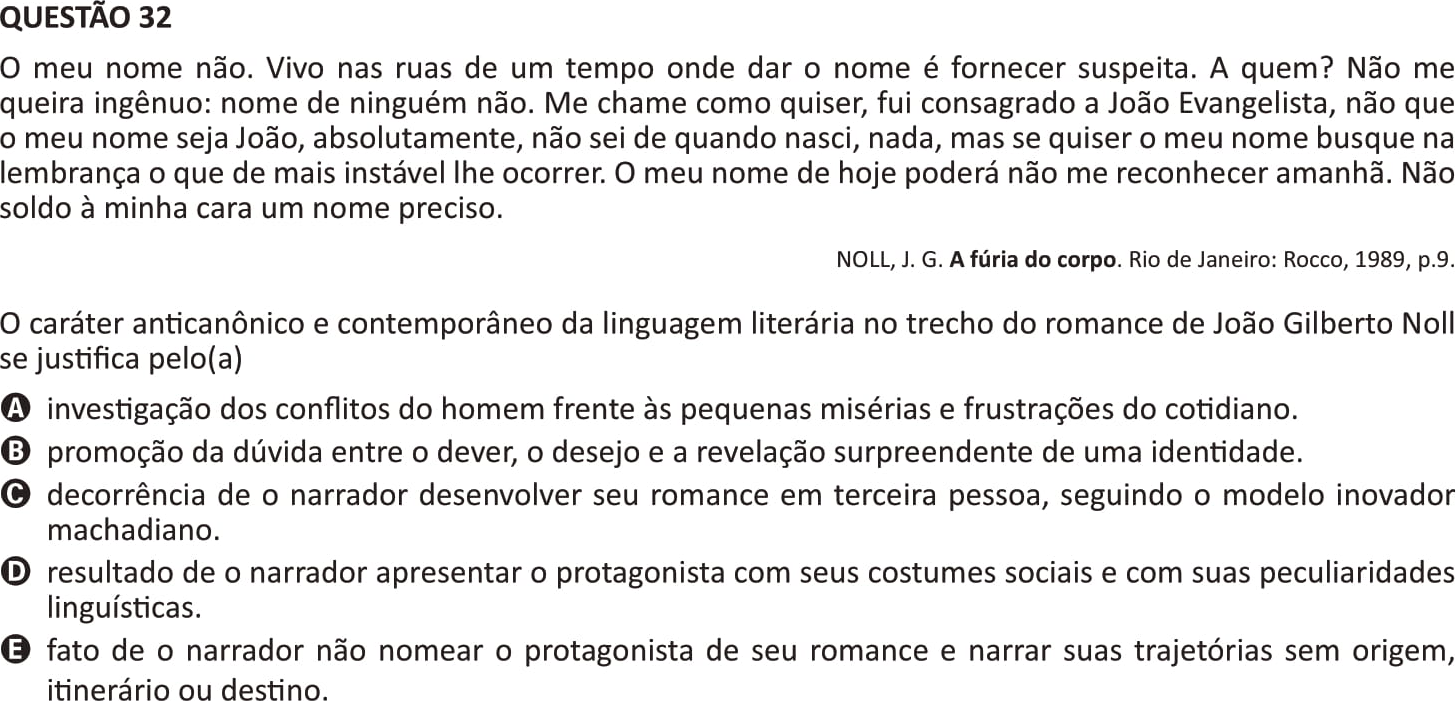 QUESTÃO 32
O meu nome não. Vivo nas ruas de um tempo onde dar o nome é fornecer suspeita. A quem? Não me
queira ingênuo: nome de ninguém não. Me chame como quiser, fui consagrado a João Evangelista, não que
o meu nome seja João, absolutamente, não sei de quando nasci, nada, mas se quiser o meu nome busque na
lembrança o que de mais instável lhe ocorrer. O meu nome de hoje poderá não me reconhecer amanhã. Não
soldo à minha cara um nome preciso.
NOLL, J. G. A fúria do corpo. Rio de Janeiro: Rocco, 1989, p.9.
O caráter anticanônico e contemporâneo da linguagem literária no trecho do romance de João Gilberto Noll
se justifica pelo(a)
A investigação dos conflitos do homem frente às pequenas misérias e frustrações do cotidiano.
B promoção da dúvida entre o dever, o desejo e a revelação surpreendente de uma identidade.
C decorrência de o narrador desenvolver seu romance em terceira pessoa, seguindo o modelo inovador
machadiano.
D resultado de o narrador apresentar o protagonista com seus costumes sociais e com suas peculiaridades
linguísticas.
E fato de o narrador não nomear o protagonista de seu romance e narrar suas trajetórias sem origem,
itinerário ou destino.